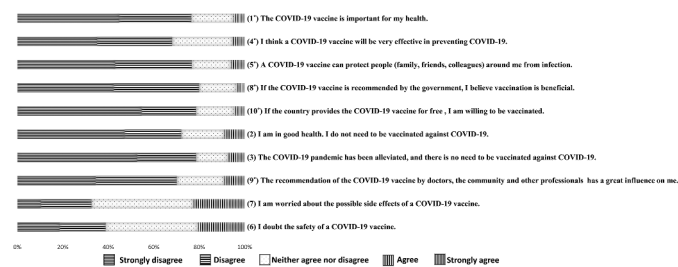 (1*) The COVID-19 vaccine is important for my health.
(4*) I think a COVID-19 vaccine will be very effective in preventing COVID-19.
(5*) A COVID-19 vaccine can protect people (family, friends, colleagues) around me from infection.
(8*) If the COVID-19 vaccine is recommended by the government, I believe vaccination is beneficial.
(10*) If the country provides the COVID-19 vaccine for free , I am willing to be vaccinated.
(2) I am in good health. I do not need to be vaccinated against COVID-19.
(3) The COVID-19 pandemic has been alleviated, and there is no need to be vaccinated against COVID-19.
(9*) The recommendation of the COVID-19 vaccine by doctors, the community and other professionals has a great influence on me.
(7) I am worried about the possible side effects of a COVID-19 vaccine.
(6) I doubt the safety of a COVID-19 vaccine.
0% 20% 40% 60% 80% 100%
Strongly disagree Disagree Neither agree nor disagree Agree Strongly agree